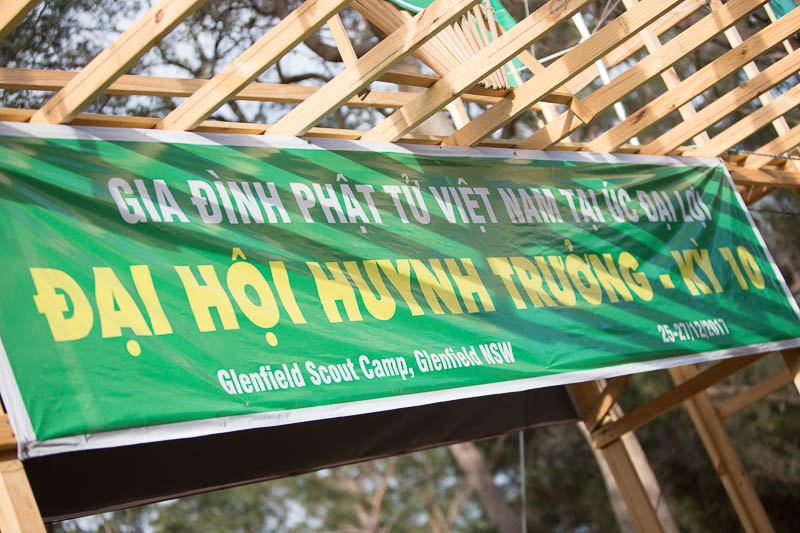 GIA ĐÌNH PHẬT TỬ VIỆT NAM TẠI ÚC ĐẠI LỢI
ĐẠI HỘI HUYNH TRƯỞNG - KỲ 10
25-27/12/2017
Glenfield Scout Camp, Glenfield NSW